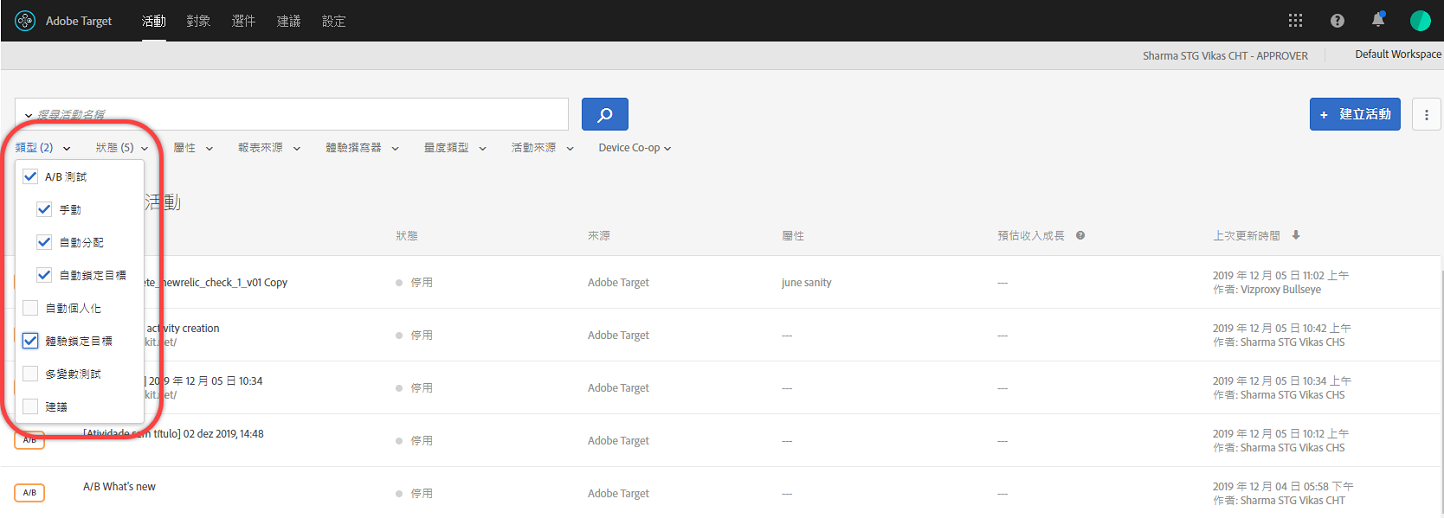 Adobe Target 活動 對象 選件 建議 設定
Sharma STG Vikas CHT - APPROVER Default Workspace
搜尋活動名稱
+ 建立活動
類型 (2) 狀態 (5) 屬性 報表來源 體驗撰寫器 量度類型 活動來源 Device Co-op
A/B 測試
手動
自動分配
自動鎖定目標
自動個人化
體驗鎖定目標
多變數測試
建議
活動
狀態 來源 屬性 預估收入成長 上次更新時間
ete_newrelic_check_1_v01 Copy 停用 Adobe Target june sanity --- 2019 年 12 月 05 日 11:02 上午
作者: Vizproxy Bullseye
activity creation 停用 Adobe Target --- --- 2019 年 12 月 05 日 10:42 上午
kit.net/ 作者: Sharma STG Vikas CHS
] 2019 年 12 月 05 日 10:34 停用 Adobe Target --- --- 2019 年 12 月 05 日 10:34 上午
kit.net/ 作者: Sharma STG Vikas CHS
A/B [Atividade sem título] 02 dez 2019, 14:48 停用 Adobe Target --- --- 2019 年 12 月 05 日 10:12 上午
作者: Sharma STG Vikas CHS
A/B A/B What's new 停用 Adobe Target --- --- 2019 年 12 月 04 日 05:58 下午
作者: Sharma STG Vikas CHT